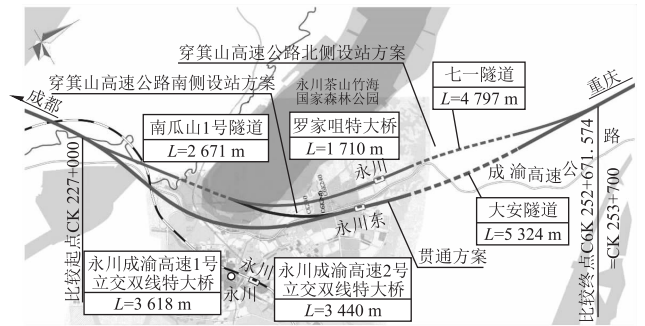 穿箕山高速公路北侧设站方案
穿箕山高速公路南侧设站方案
永川茶山竹海
国家森林公园
七一隧道
L=4 797 m
重庆
成都
南瓜山1号隧道
L=2 671 m
罗家咀特大桥
L=1 710 m
永川
成渝高速公
路
永川东
大安隧道
L=5 324 m
贯通方案
比较起点CK 227+000
比较终点CoK 252+671.574
=CK 253+700
永川成渝高速1号
立交双线特大桥
L=3 618 m
永川
永川
永川成渝高速2号
立交双线特大桥
L=3 440 m